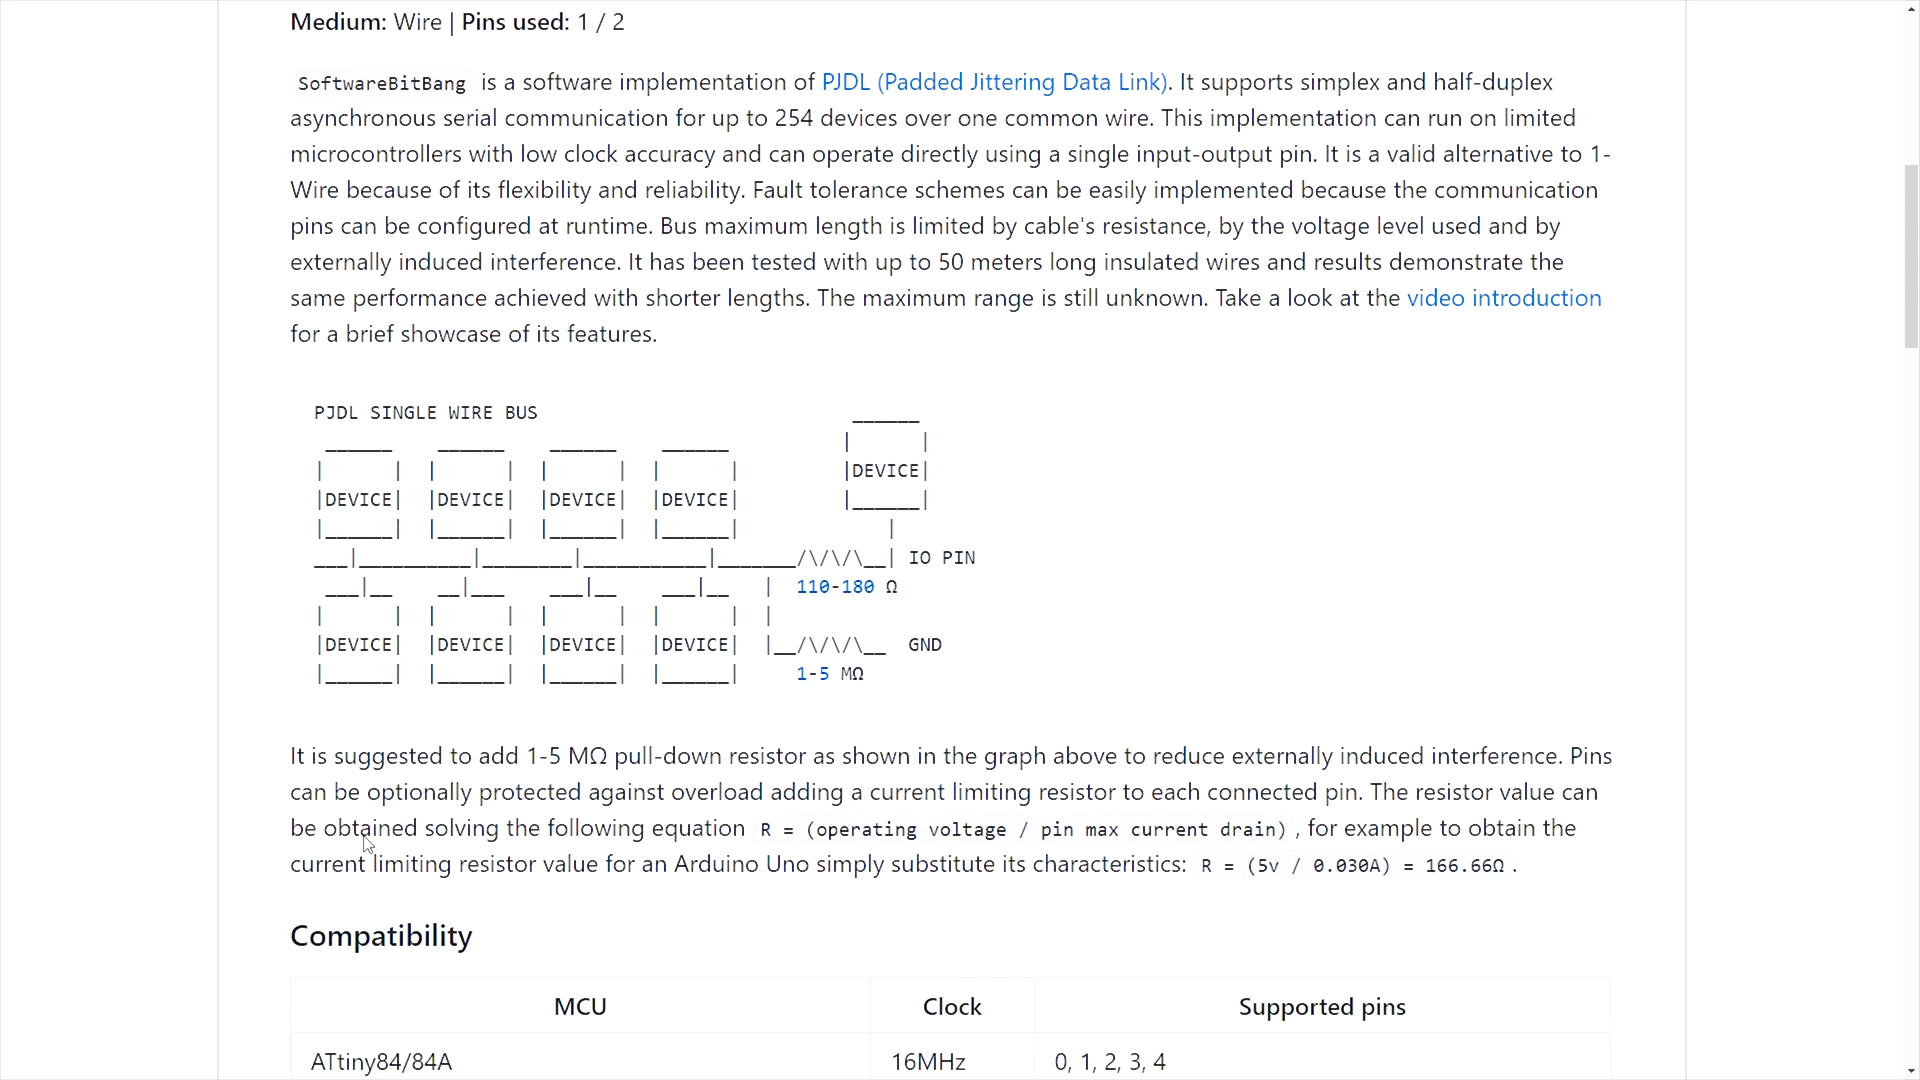 Medium: Wire | Pins used: 1 / 2
SoftwareBitBang is a software implementation of PJDL (Padded Jittering Data Link). It supports simplex and half-duplex
asynchronous serial communication for up to 254 devices over one common wire. This implementation can run on limited
microcontrollers with low clock accuracy and can operate directly using a single input-output pin. It is a valid alternative to 1-
Wire because of its flexibility and reliability. Fault tolerance schemes can be easily implemented because the communication
pins can be configured at runtime. Bus maximum length is limited by cable's resistance, by the voltage level used and by
externally induced interference. It has been tested with up to 50 meters long insulated wires and results demonstrate the
same performance achieved with shorter lengths. The maximum range is still unknown. Take a look at the video introduction
for a brief showcase of its features.
PJDL SINGLE WIRE BUS
DEVICE
DEVICE DEVICE DEVICE DEVICE
IO PIN
110-180 Ω
DEVICE DEVICE DEVICE DEVICE GND
1-5 MΩ
It is suggested to add 1-5 MΩ pull-down resistor as shown in the graph above to reduce externally induced interference. Pins
can be optionally protected against overload adding a current limiting resistor to each connected pin. The resistor value can
be obtained solving the following equation R = (operating voltage / pin max current drain) , for example to obtain the
current limiting resistor value for an Arduino Uno simply substitute its characteristics: R = (5v / 0.030A) = 166.66Ω .
Compatibility
MCU Clock Supported pins
ATtiny84/84A 16MHz 0, 1, 2, 3, 4